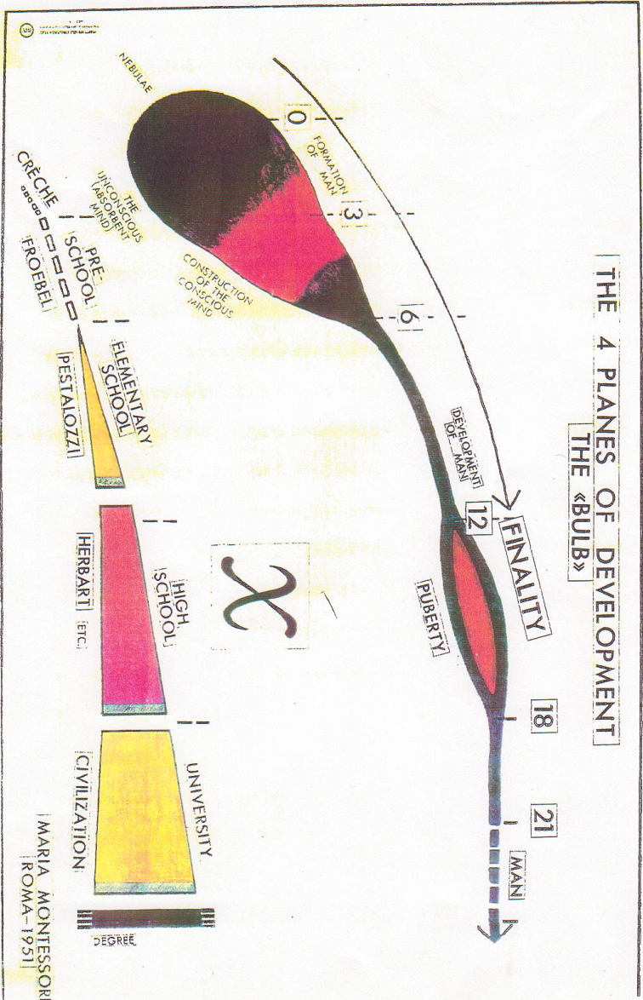 THE 4 PLANES OF DEVELOPMENT
THE «BULB»
FINALITY
NEBULAE
0
3
6
12
18
21
FORMATION
OF MAN
DEVELOPMENT
OF MAN
MAN
THE
UNCONSCIOUS
(ABSORBENT
MIND)
CONSTRUCTION
OF THE
CONSCIOUS
MIND
PUBERTY
x
CRÈCHE
PRE-
SCHOOL
FROEBEL
ELEMENTARY
SCHOOL
PESTALOZZI
HIGH
SCHOOL
HERBART (ETC.
UNIVERSITY
CIVILIZATION
DEGREE
MARIA MONTESSORI
ROMA-1951